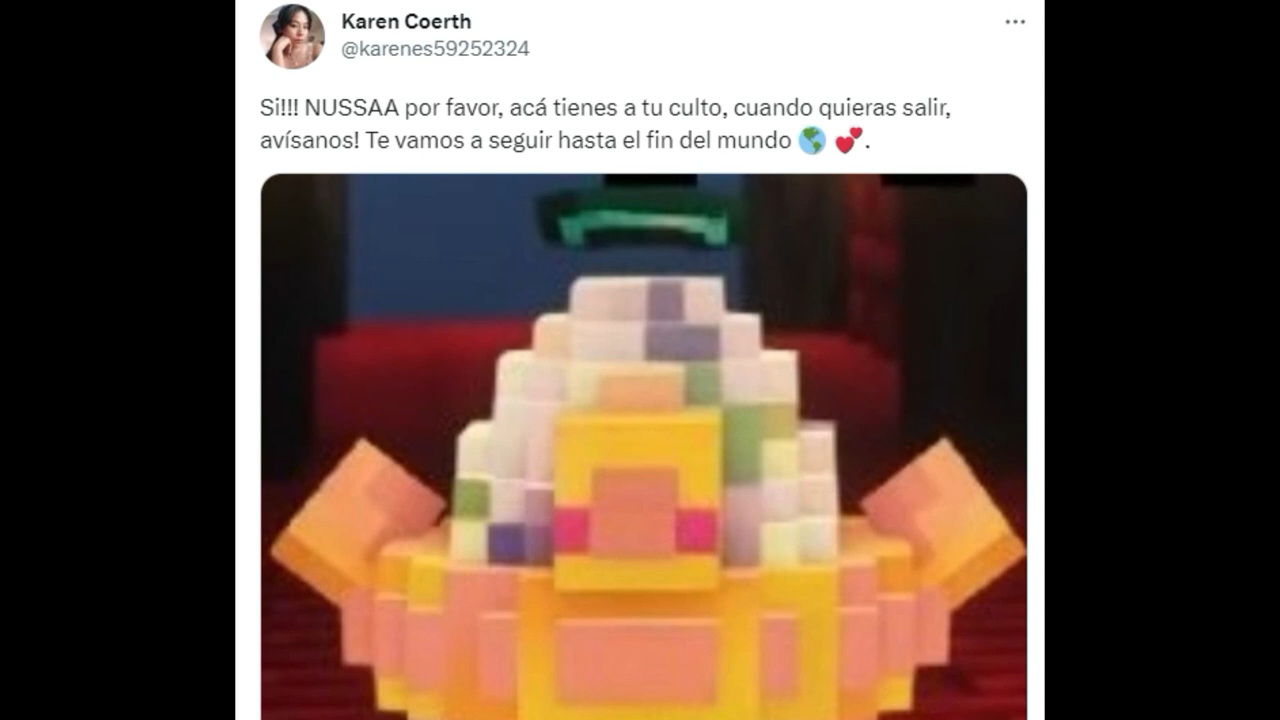 Karen Coerth
@karenes59252324
Si!!! NUSSAA por favor, acá tienes a tu culto, cuando quieras salir,
avísanos! Te vamos a seguir hasta el fin del mundo 🌎 💕.